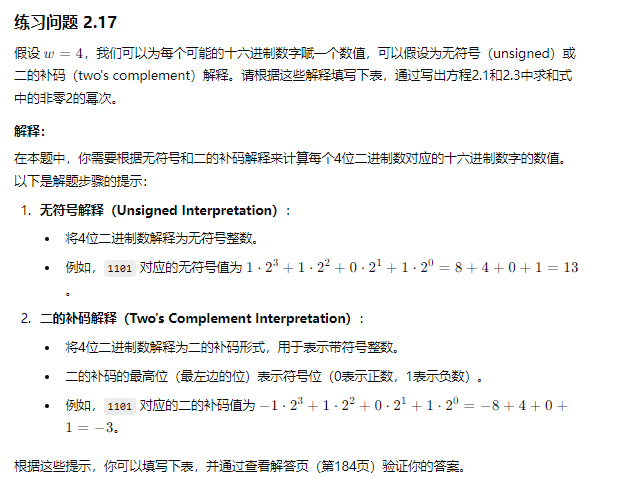 练习问题 2.17
假设 w = 4，我们可以为每个可能的十六进制数字赋一个数值，可以假设为无符号（unsigned）或
二的补码（two's complement）解释。请根据这些解释填写下表，通过写出方程2.1和2.3中求和式
中的非零2的幂次。
解释：
在本题中，你需要根据无符号和二的补码解释来计算每个4位二进制数对应的十六进制数字的数值。
以下是解题步骤的提示：
1. 无符号解释（Unsigned Interpretation）：
• 将4位二进制数解释为无符号整数。
• 例如，1101 对应的无符号值为 1 · 2³ + 1 · 2² + 0 · 2¹ + 1 · 2⁰ = 8 + 4 + 0 + 1 = 13
。
2. 二的补码解释（Two's Complement Interpretation）：
• 将4位二进制数解释为二的补码形式，用于表示带符号整数。
• 二的补码的最高位（最左边的位）表示符号位（0表示正数，1表示负数）。
• 例如，1101 对应的二的补码值为 −1 · 2³ + 1 · 2² + 0 · 2¹ + 1 · 2⁰ = −8 + 4 + 0 +
1 = −3。
根据这些提示，你可以填写下表，并通过查看解答页（第184页）验证你的答案。